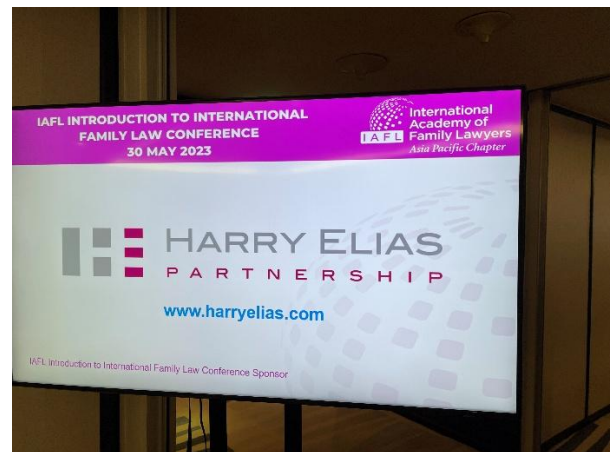 IAFL INTRODUCTION TO INTERNATIONAL
FAMILY LAW CONFERENCE
30 MAY 2023
International
Academy of
IAFL Family Lawyers
Asia Pacific Chapter
HARRY ELIAS
PARTNERSHIP
www.harryelias.com
IAFL Introduction to International Family Law Conference Sponsor